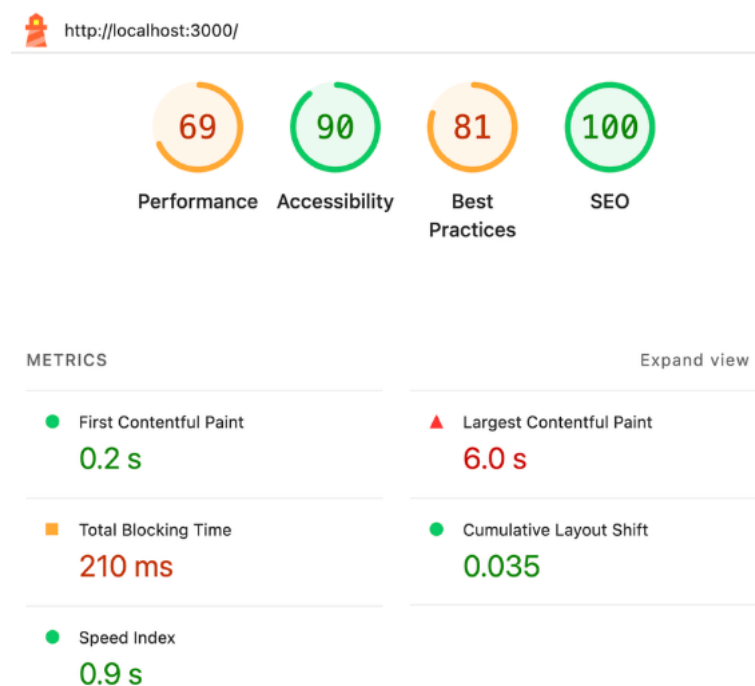 http://localhost:3000/
69
90
81
100
Performance
Accessibility
Best
Practices
SEO
METRICS
Expand view
First Contentful Paint
0.2 s
Largest Contentful Paint
6.0 s
Total Blocking Time
210 ms
Cumulative Layout Shift
0.035
Speed Index
0.9 s